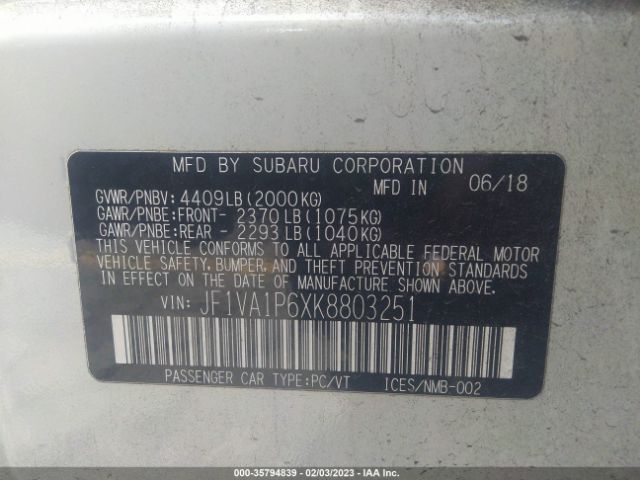 MFD BY SUBARU CORPORATION
MFD IN 06/18
GVWR/PNBV: 4409LB(2000KG)
GAWR/PNBE:FRONT- 2370LB(1075KG)
GAWR/PNBE:REAR - 2293LB(1040KG)
THIS VEHICLE CONFORMS TO ALL APPLICABLE FEDERAL MOTOR
VEHICLE SAFETY, BUMPER, AND THEFT PREVENTION STANDARDS
IN EFFECT ON THE DATE OF MANUFACTURE SHOWN ABOVE.
VIN: JF1VA1P6XK8803251
PASSENGER CAR TYPE:PC/VT ICES/NMB-002
000-35794839 - 02/03/2023 - IAA Inc.